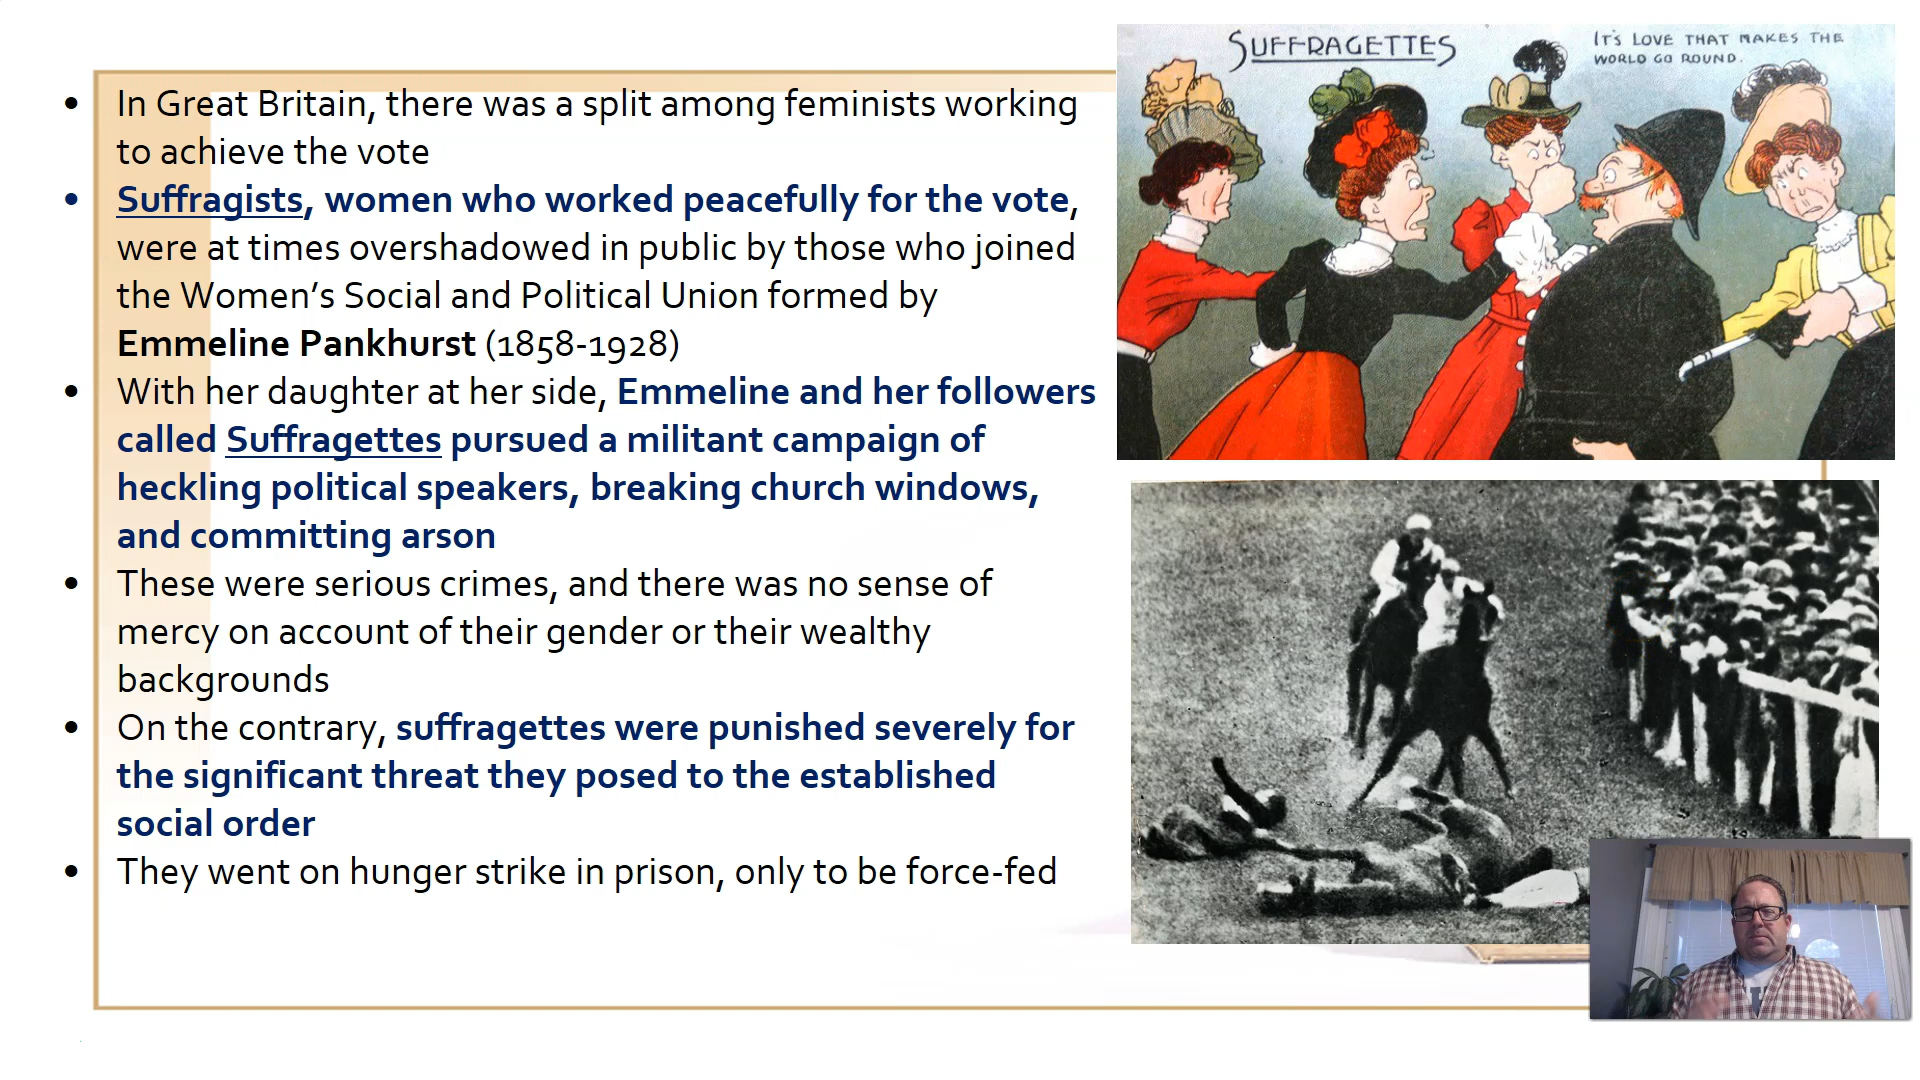 • In Great Britain, there was a split among feminists working
to achieve the vote
• Suffragists, women who worked peacefully for the vote,
were at times overshadowed in public by those who joined
the Women’s Social and Political Union formed by
Emmeline Pankhurst (1858-1928)
• With her daughter at her side, Emmeline and her followers
called Suffragettes pursued a militant campaign of
heckling political speakers, breaking church windows,
and committing arson
• These were serious crimes, and there was no sense of
mercy on account of their gender or their wealthy
backgrounds
• On the contrary, suffragettes were punished severely for
the significant threat they posed to the established
social order
• They went on hunger strike in prison, only to be force-fed
SUFFRAGETTES
IT'S LOVE THAT MAKES THE
WORLD GO ROUND.